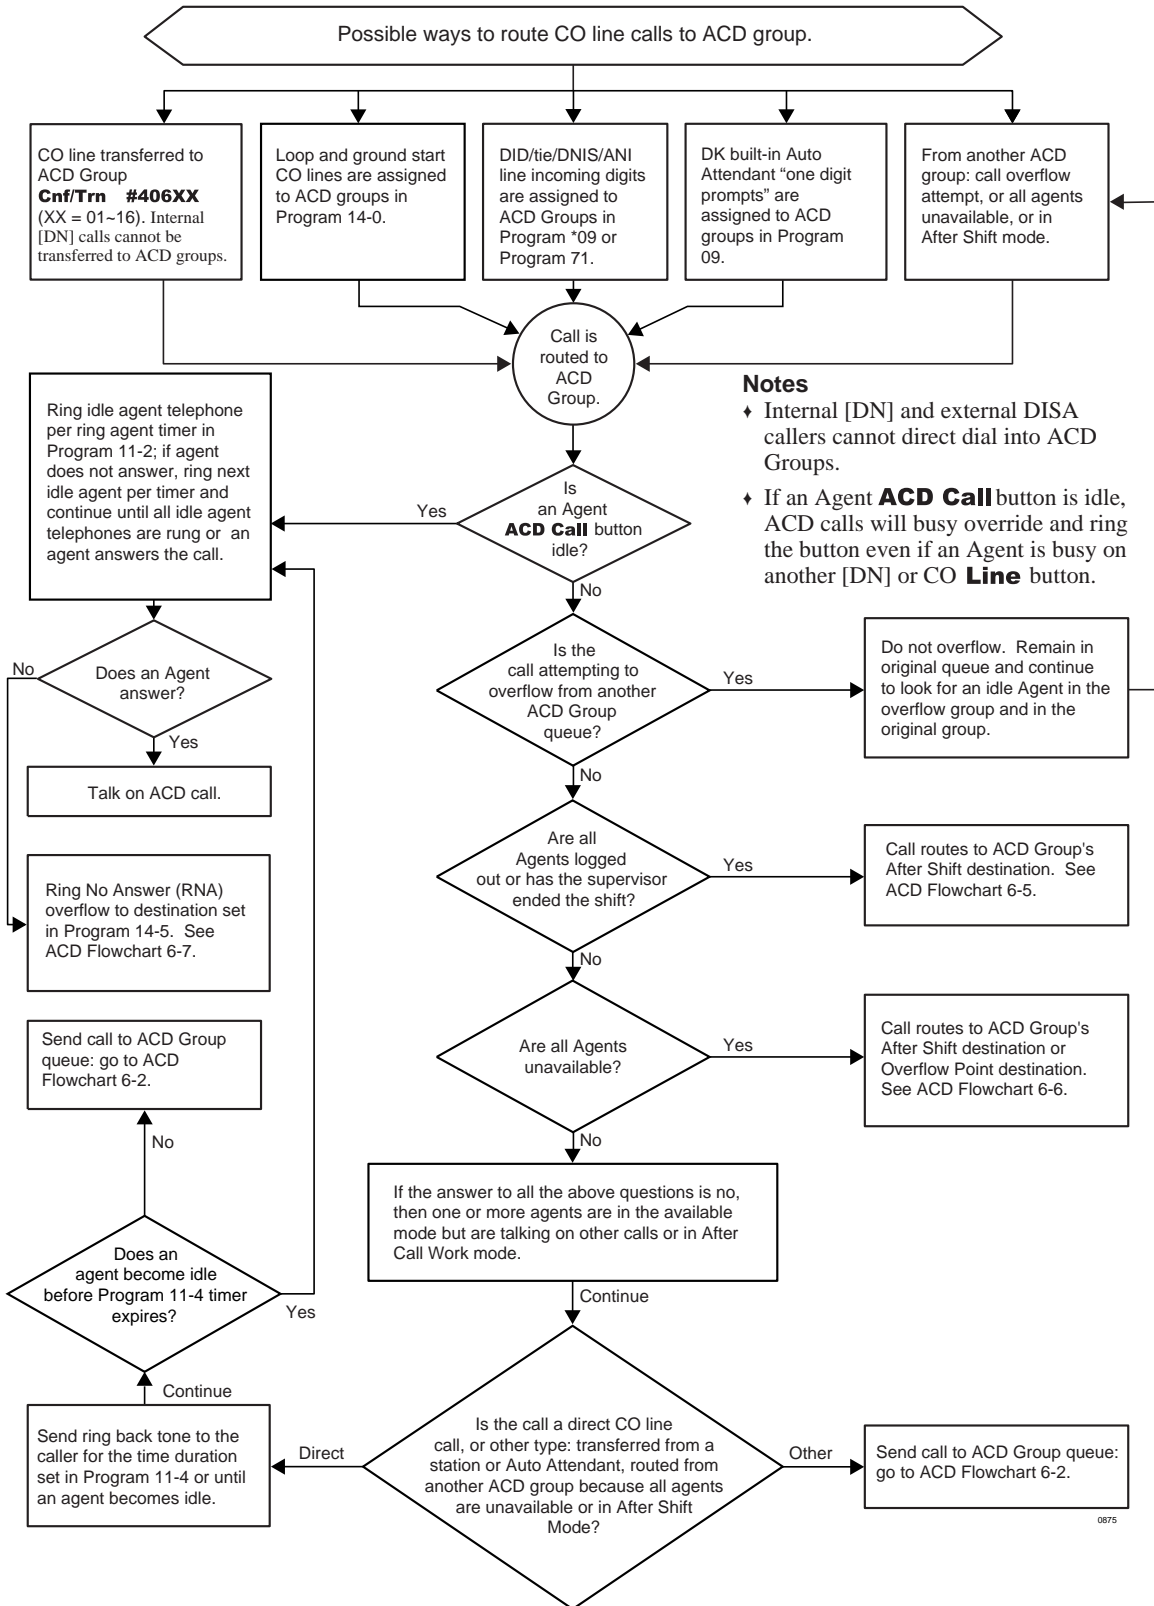 Possible ways to route CO line calls to ACD group.
CO line transferred to
ACD Group
Cnf/Trn #406XX
(XX = 01~16). Internal
[DN] calls cannot be
transferred to ACD groups.
Loop and ground start
CO lines are assigned
to ACD groups in
Program 14-0.
DID/tie/DNIS/ANI
line incoming digits
are assigned to
ACD Groups in
Program *09 or
Program 71.
DK built-in Auto
Attendant “one digit
prompts” are
assigned to ACD
groups in Program
09.
From another ACD
group: call overflow
attempt, or all agents
unavailable, or in
After Shift mode.
Call is
routed to
ACD
Group.
Notes
♦ Internal [DN] and external DISA
callers cannot direct dial into ACD
Groups.
♦ If an Agent ACD Call button is idle,
ACD calls will busy override and ring
the button even if an Agent is busy on
another [DN] or CO Line button.
Ring idle agent telephone
per ring agent timer in
Program 11-2; if agent
does not answer, ring next
idle agent per timer and
continue until all idle agent
telephones are rung or an
agent answers the call.
Yes
Is
an Agent
ACD Call button
idle?
No
Does an Agent
answer?
No
Yes
Talk on ACD call.
Ring No Answer (RNA)
overflow to destination set
in Program 14-5. See
ACD Flowchart 6-7.
Is the
call attempting to
overflow from another
ACD Group
queue?
Yes
Do not overflow. Remain in
original queue and continue
to look for an idle Agent in the
overflow group and in the
original group.
No
Are all
Agents logged
out or has the supervisor
ended the shift?
Yes
Call routes to ACD Group's
After Shift destination. See
ACD Flowchart 6-5.
No
Are all Agents
unavailable?
Yes
Call routes to ACD Group's
After Shift destination or
Overflow Point destination.
See ACD Flowchart 6-6.
No
Send call to ACD Group
queue: go to ACD
Flowchart 6-2.
No
If the answer to all the above questions is no,
then one or more agents are in the available
mode but are talking on other calls or in After
Call Work mode.
Does an
agent become idle
before Program 11-4 timer
expires?
Yes
Continue
Continue
Send ring back tone to the
caller for the time duration
set in Program 11-4 or until
an agent becomes idle.
Direct
Is the call a direct CO line
call, or other type: transferred from a
station or Auto Attendant, routed from
another ACD group because all agents
are unavailable or in After Shift
Mode?
Other
Send call to ACD Group queue:
go to ACD Flowchart 6-2.
0875